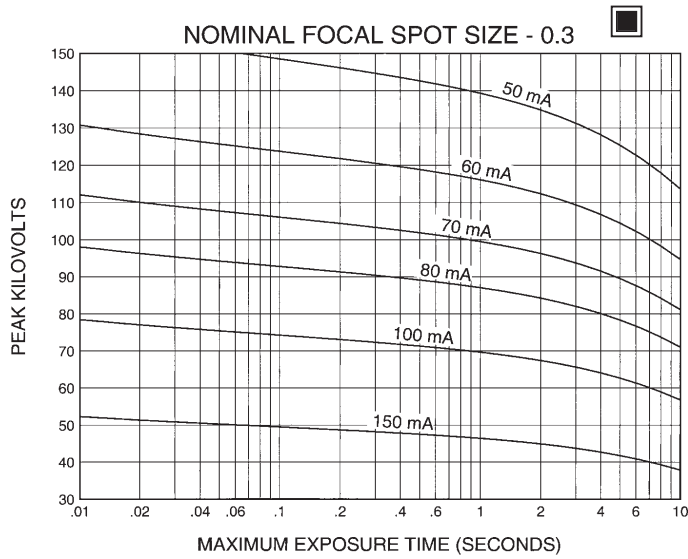 NOMINAL FOCAL SPOT SIZE - 0.3
150
140
130
120
110
100
90
80
70
60
50
40
30
PEAK KILOVOLTS
50 mA
60 mA
70 mA
80 mA
100 mA
150 mA
.01 .02 .04 .06 .1 .2 .4 .6 1 2 4 6 10
MAXIMUM EXPOSURE TIME (SECONDS)